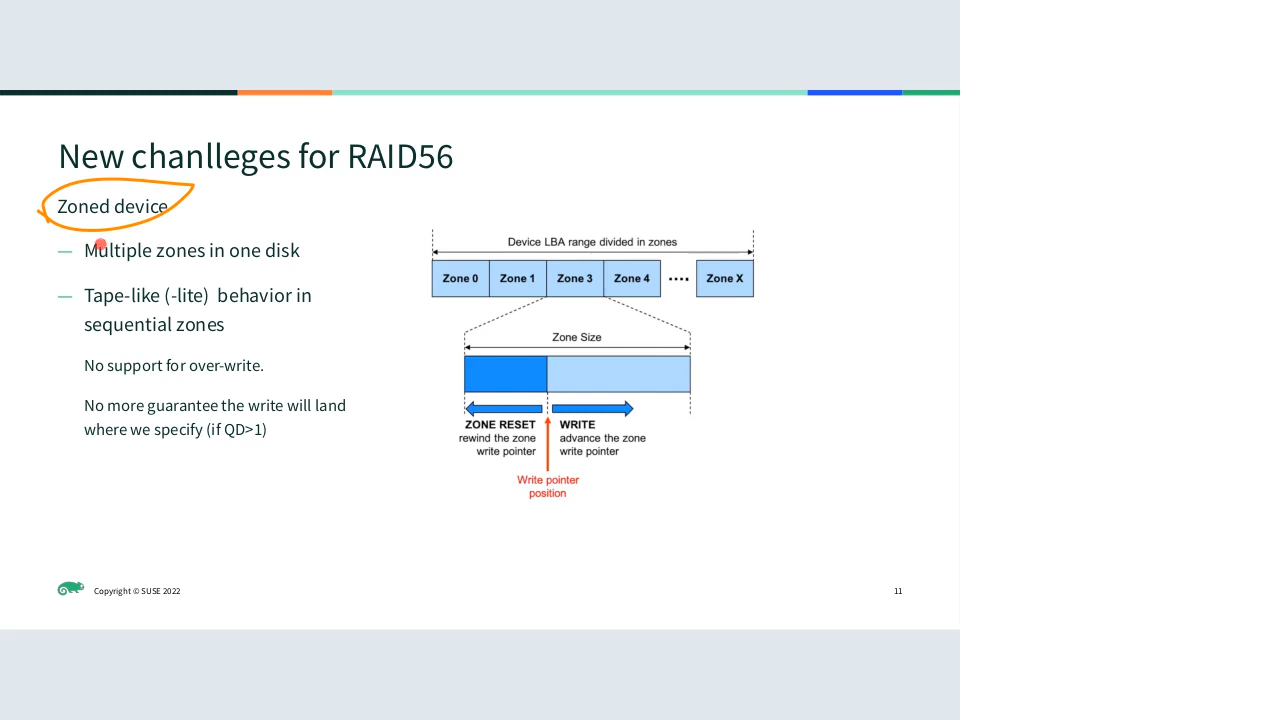 New chanlleges for RAID56
Zoned device
— Multiple zones in one disk
— Tape-like (-lite) behavior in
sequential zones
No support for over-write.
No more guarantee the write will land
where we specify (if QD>1)
Device LBA range divided in zones
Zone 0 Zone 1 Zone 3 Zone 4 .... Zone X
Zone Size
ZONE RESET
rewind the zone
write pointer
WRITE
advance the zone
write pointer
Write pointer
position
Copyright © SUSE 2022
11